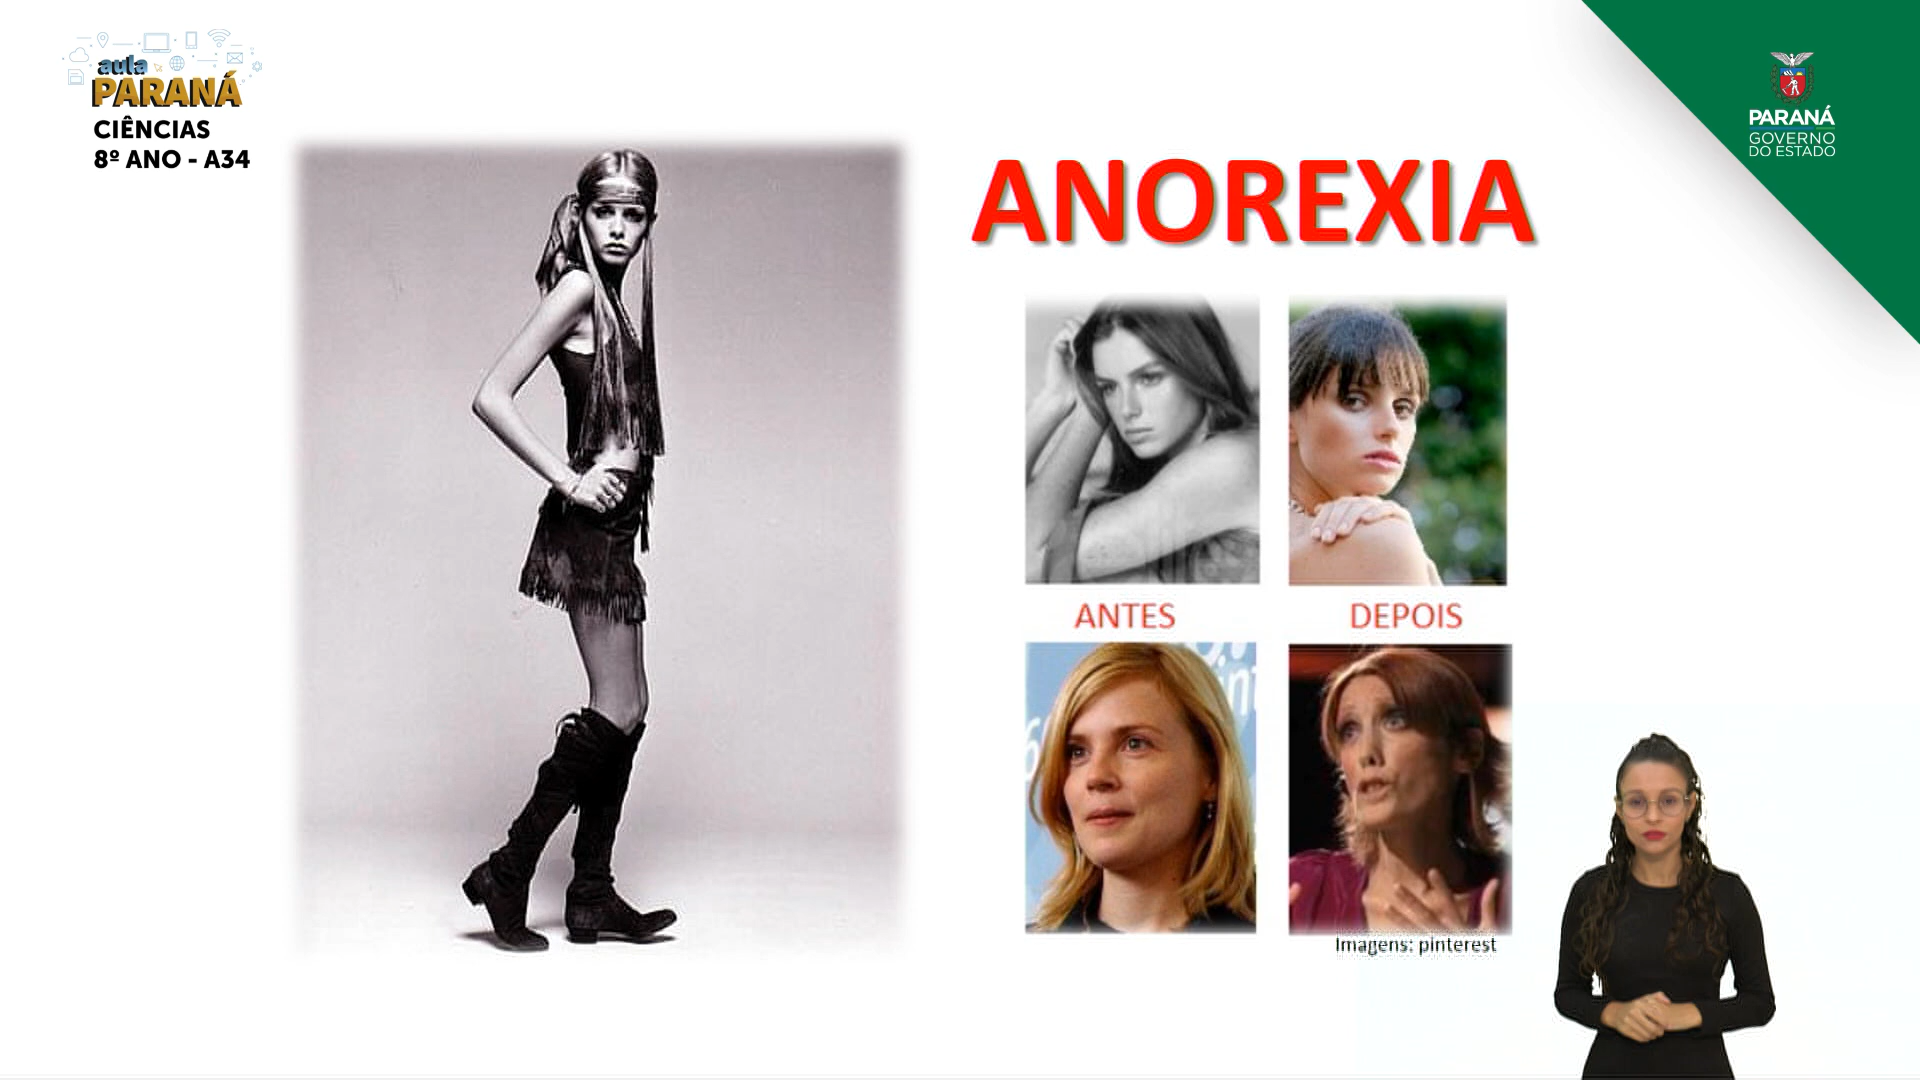 aula
PARANÁ
CIÊNCIAS
8º ANO - A34
PARANÁ
GOVERNO
DO ESTADO
ANOREXIA
ANTES
DEPOIS
Imagens: pinterest